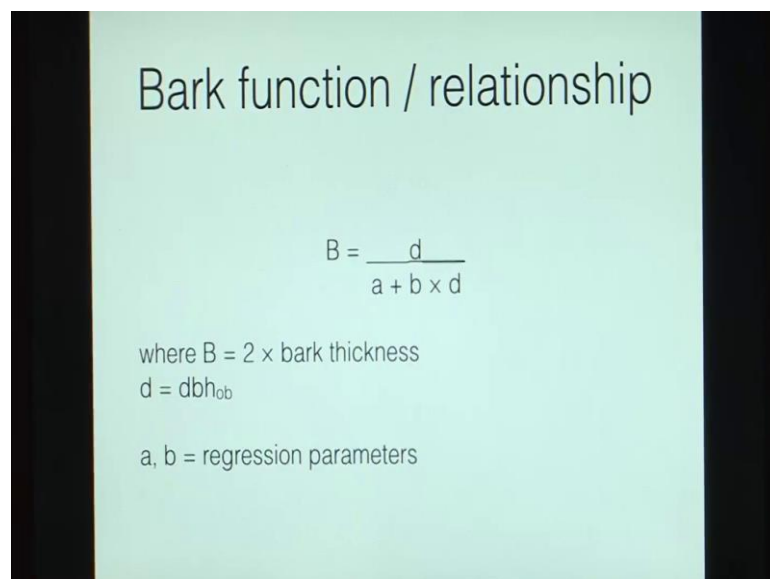 Bark function / relationship
B = d
a + b x d
where B = 2 × bark thickness
d = dbhob
a, b = regression parameters